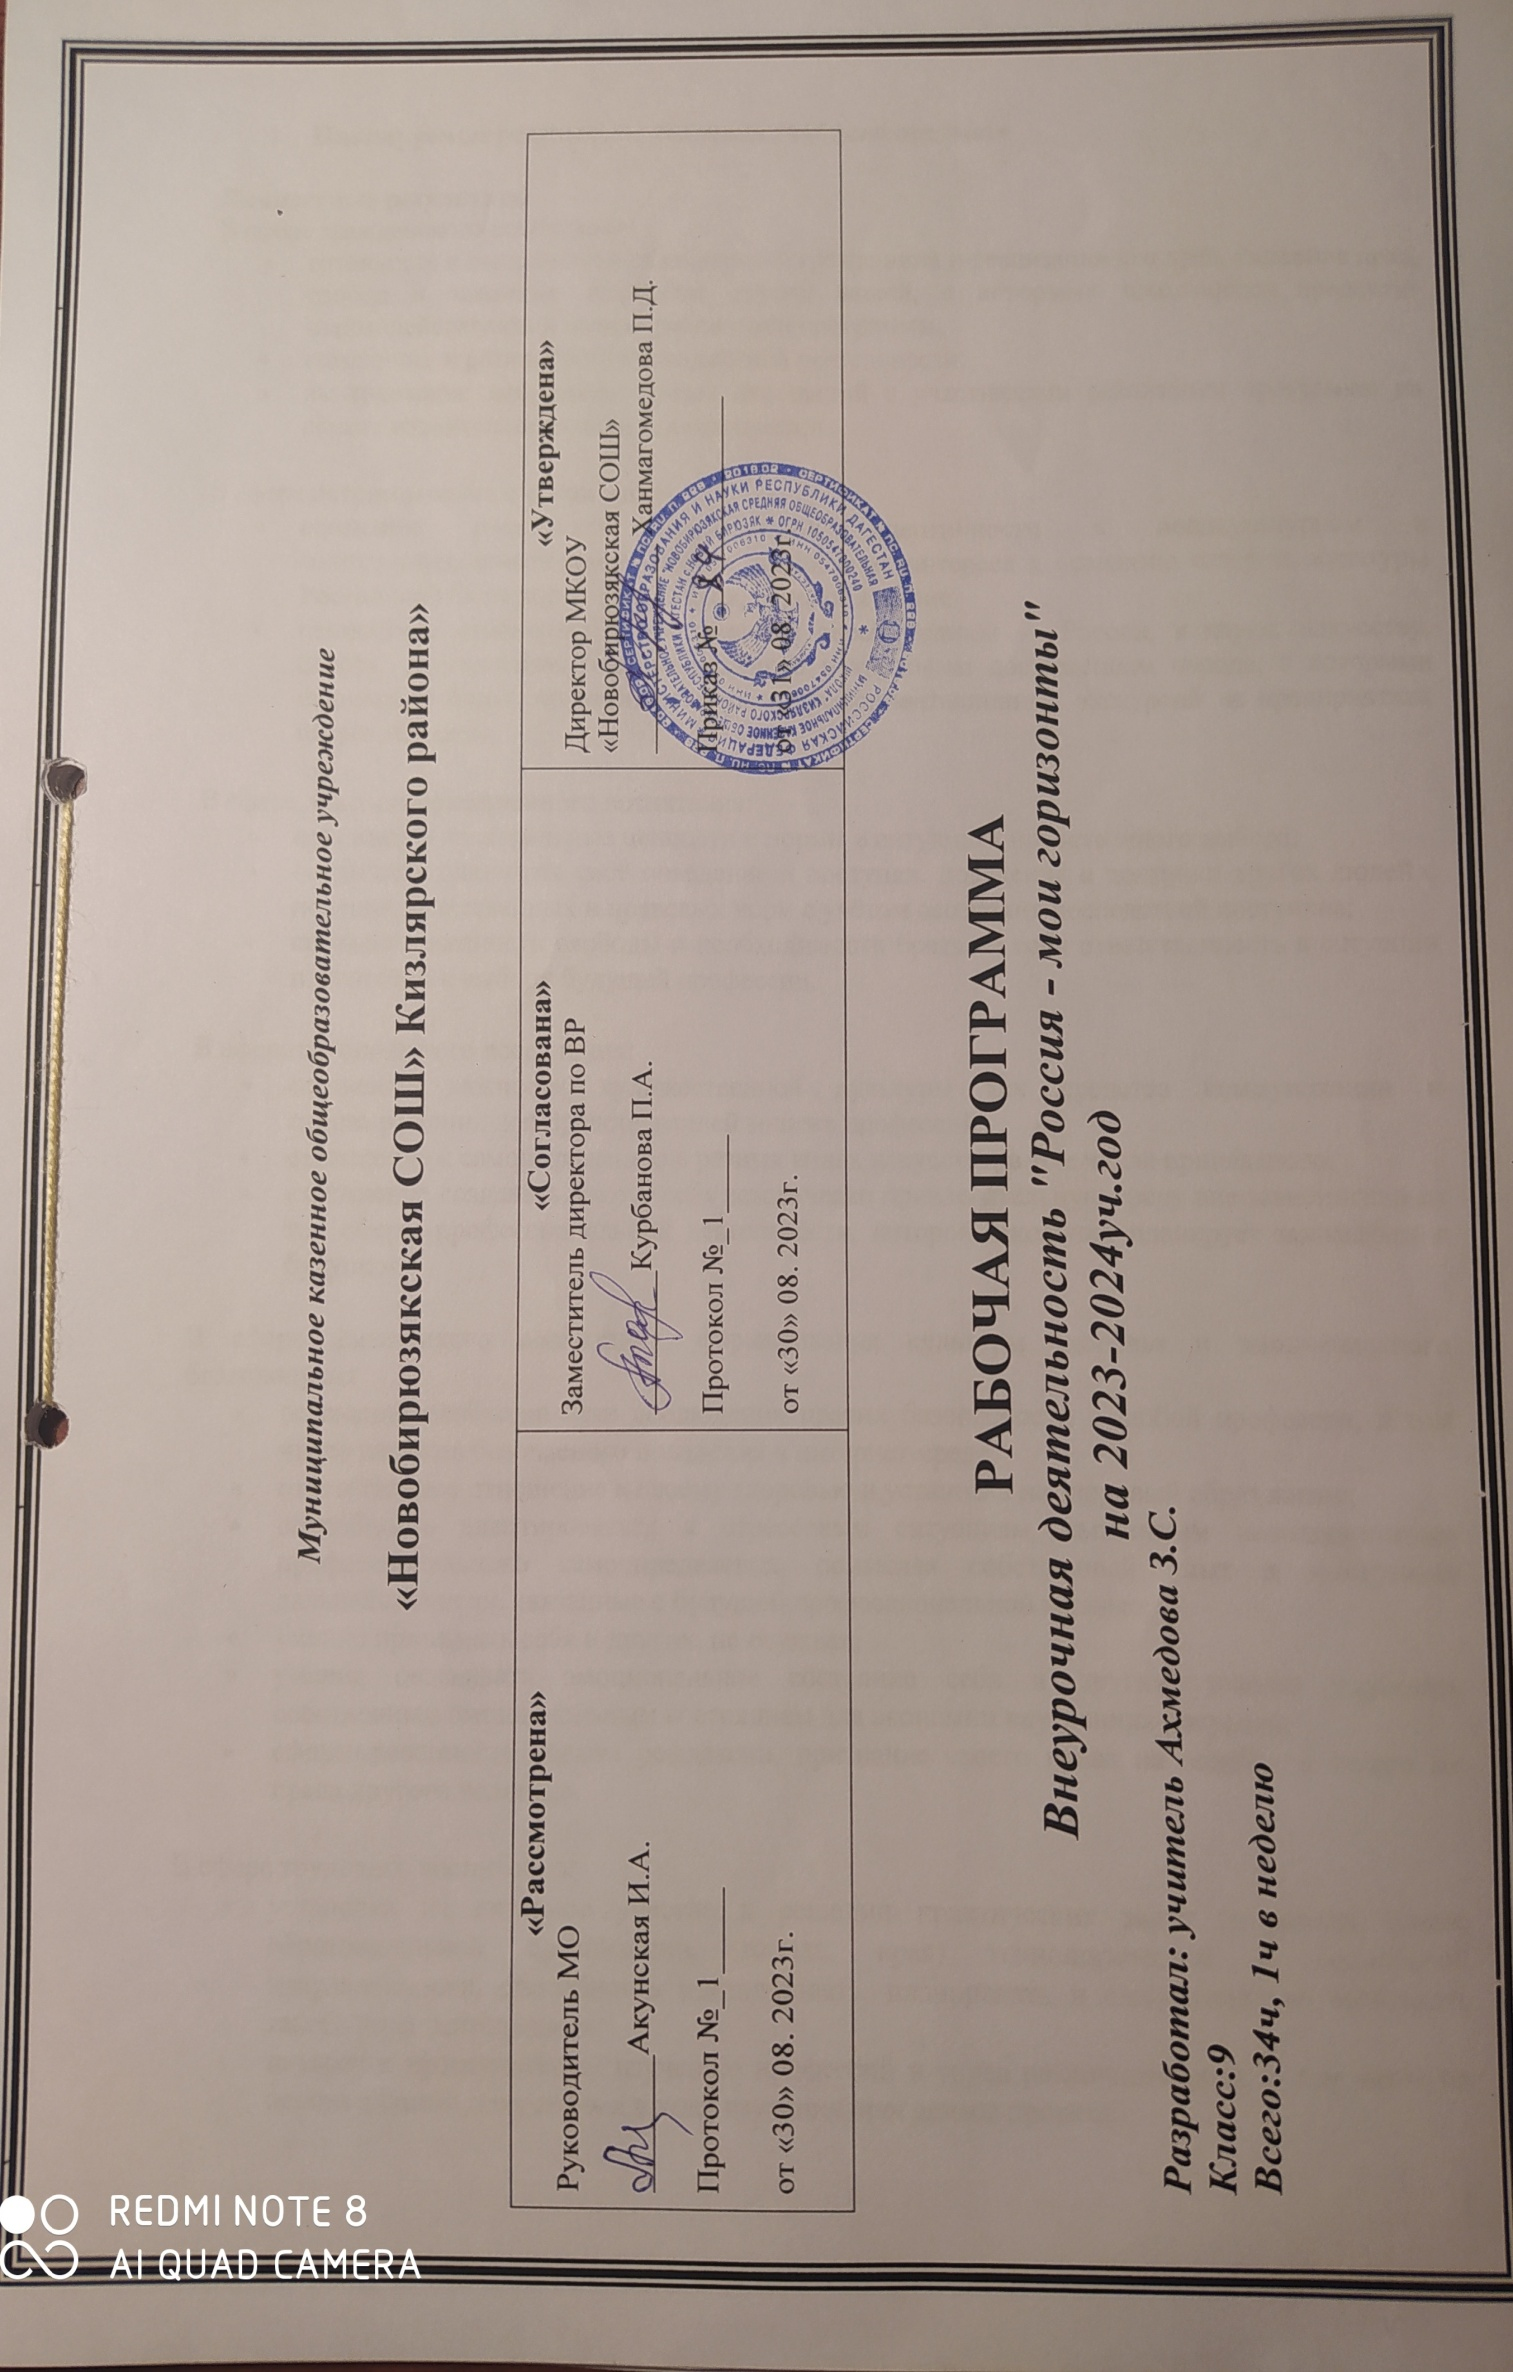 Муниципальное казенное общеобразовательное учреждение
«Новобирюзякская СОШ» Кизлярского района»
«Рассмотрена»
Руководитель МО
Акунская И.А.
Протокол №_1____
от «30» 08. 2023г.
«Согласована»
Заместитель директора по ВР
Курбанова П.А.
Протокол №_1____
от «30» 08. 2023г.
«Утверждена»
Директор МКОУ
«Новобирюзякская СОШ»
Ханмагомедова П.Д.
Приказ №
от «31» 08. 2023г.
РАБОЧАЯ ПРОГРАММА
Внеурочная деятельность "Россия - мои горизонты"
на 2023-2024уч.год
Разработал: учитель Ахмедова З.С.
Класс:9
Всего:34ч, 1ч в неделю
REDMI NOTE 8
AI QUAD CAMERA